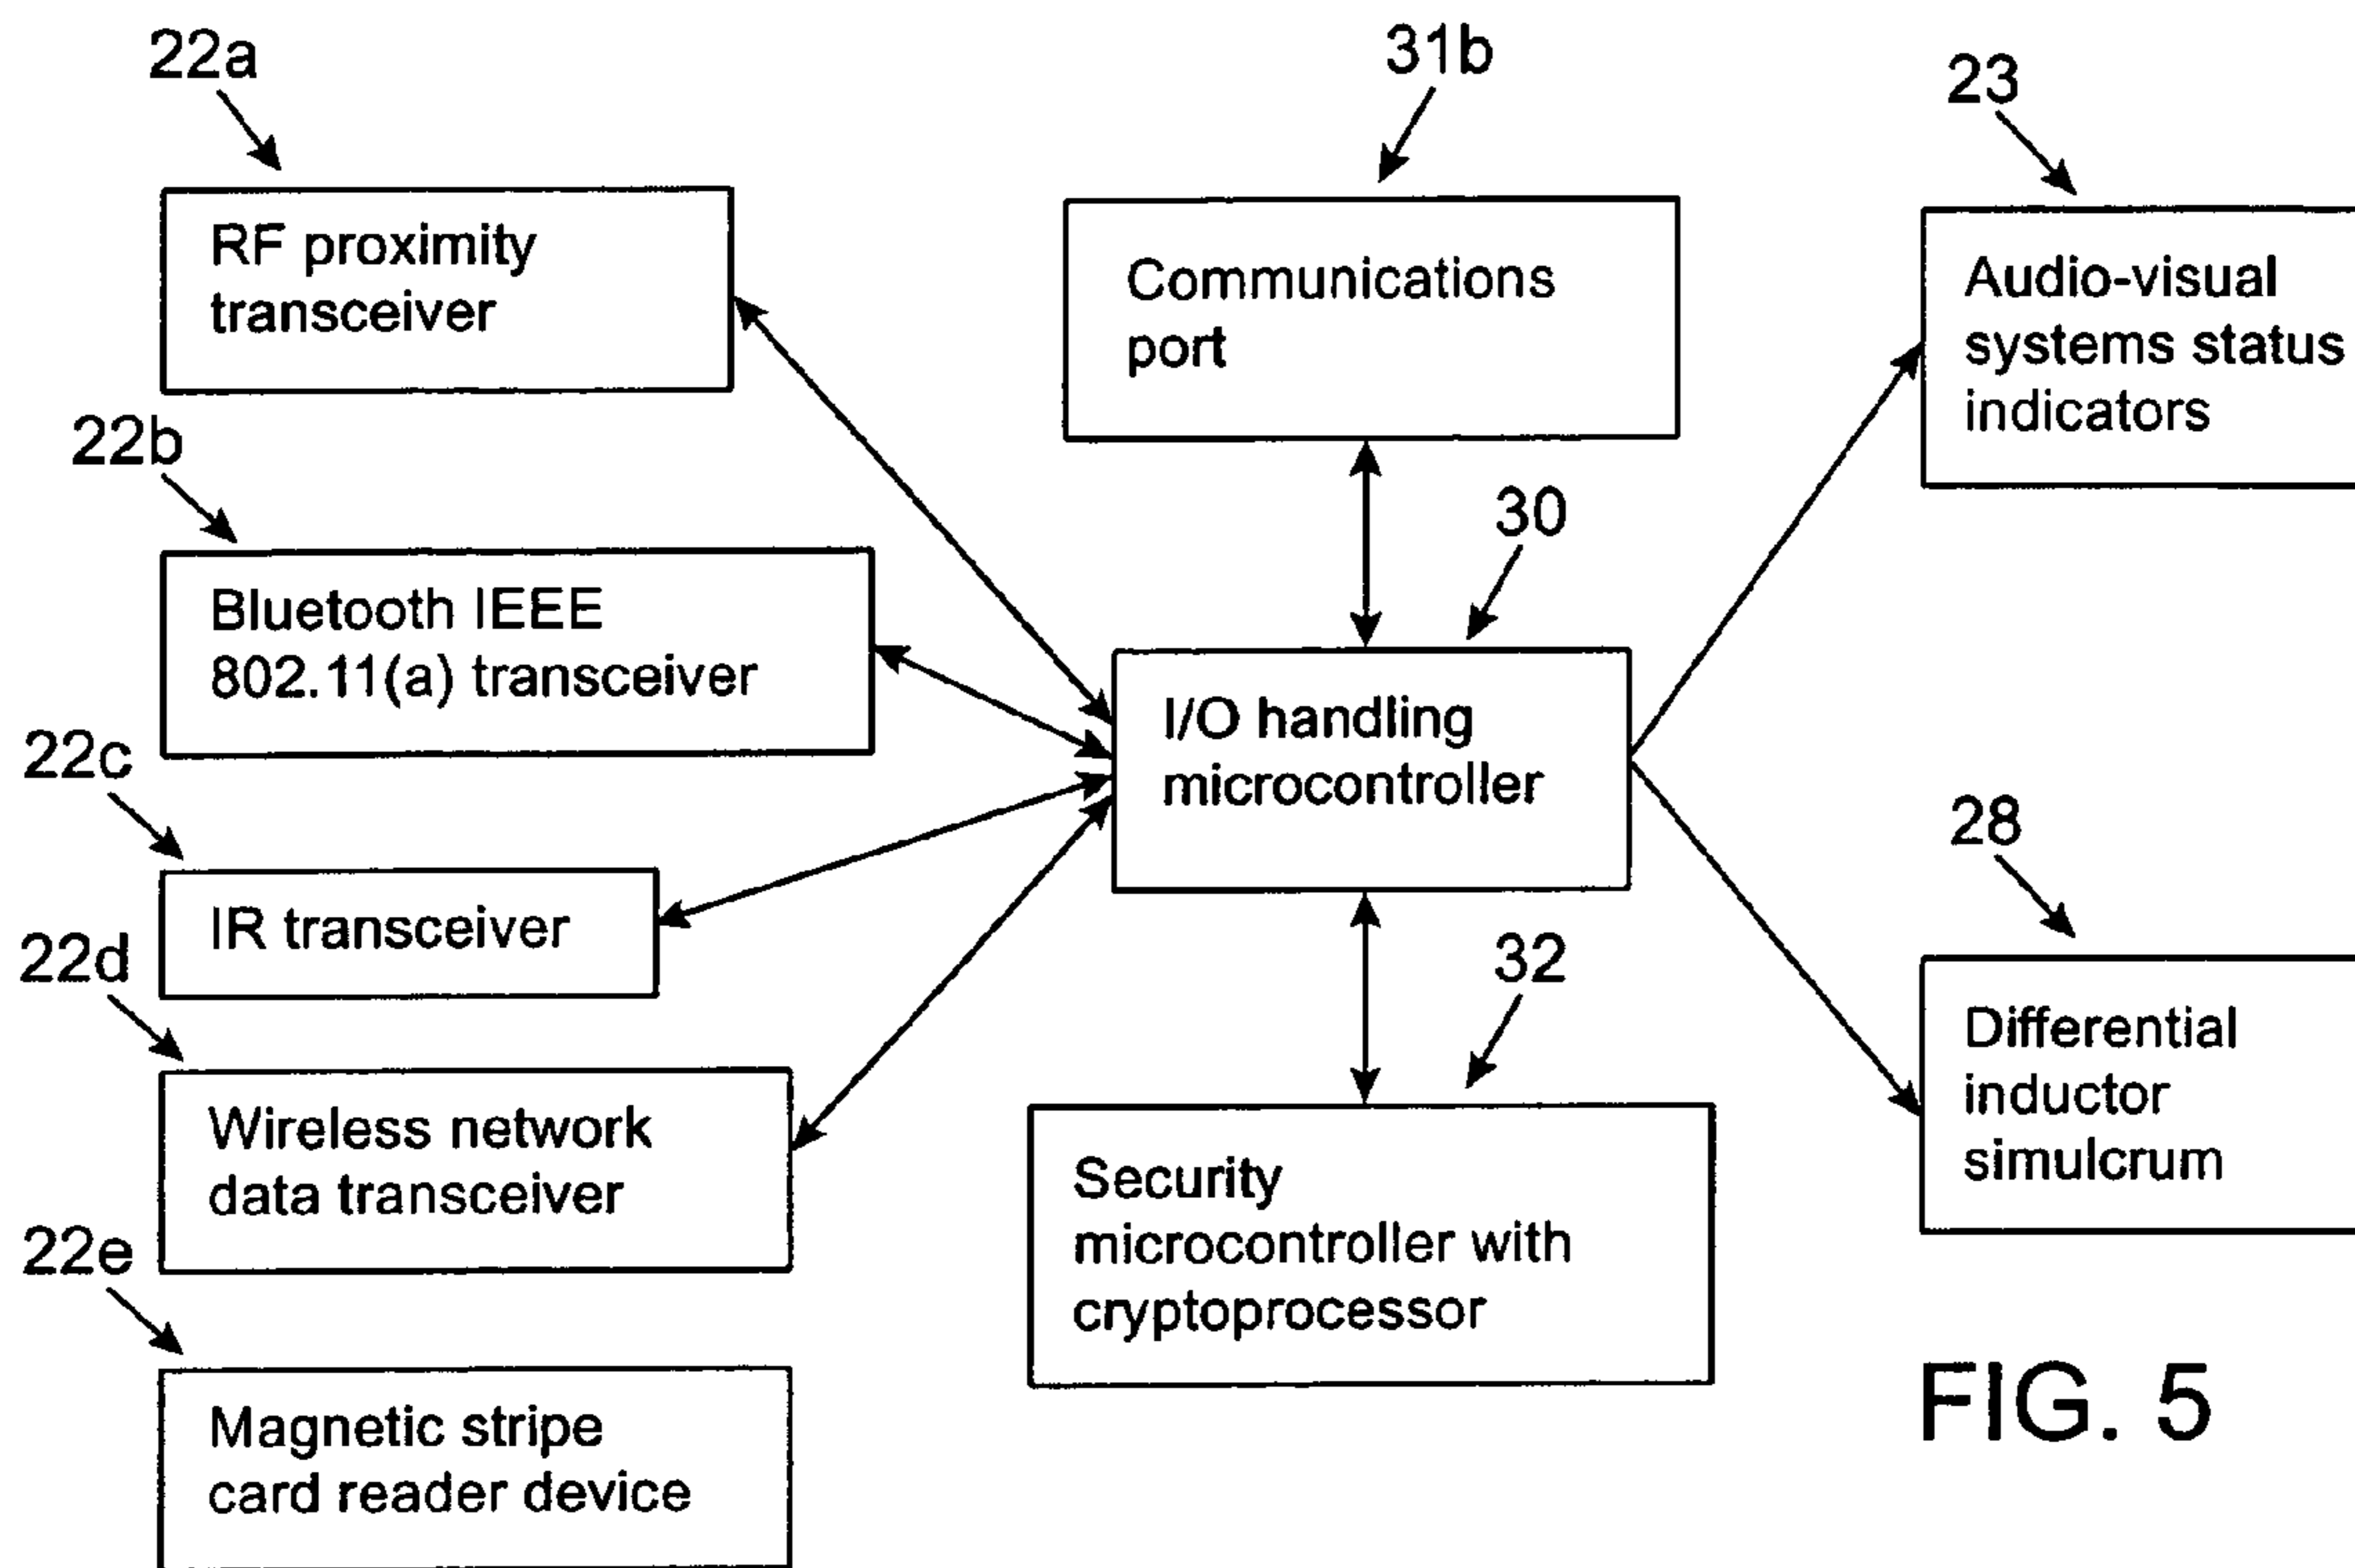 22a
RF proximity
transceiver
22b
Bluetooth IEEE
802.11(a) transceiver
22c
IR transceiver
22d
Wireless network
data transceiver
22e
Magnetic stripe
card reader device
31b
Communications
port
30
I/O handling
microcontroller
32
Security
microcontroller with
cryptoprocessor
23
Audio-visual
systems status
indicators
28
Differential
inductor
simulcrum
FIG. 5